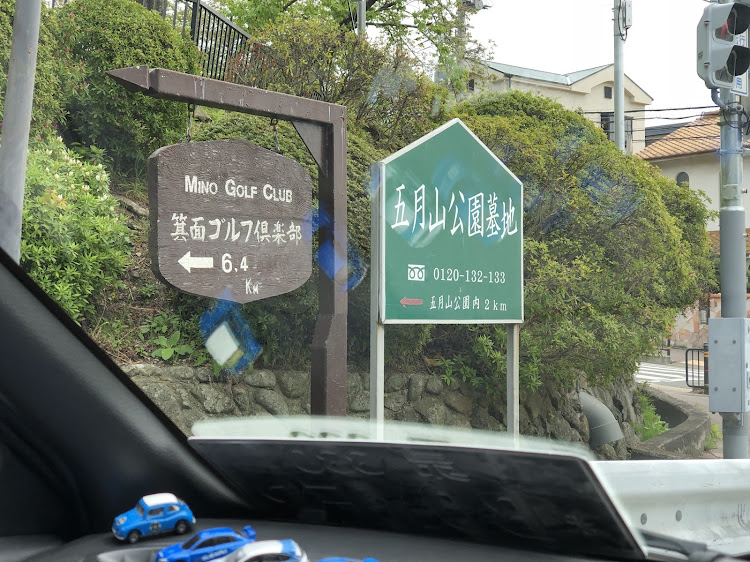 MINO GOLF CLUB
箕面ゴルフ倶楽部
← 6.4
Km
五月山公園墓地
0120-132-133
← 五月山公園内 2km